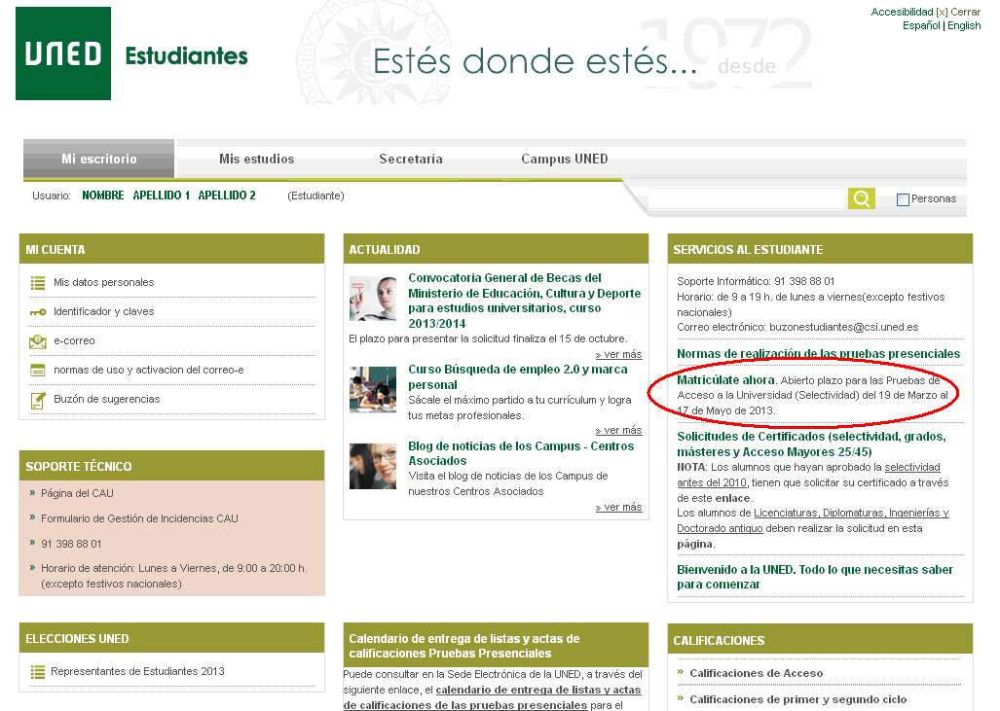 Accesibilidad [x] Cerrar
Español | English
UNED Estudiantes
Estés donde estés... desde 1972
Mi escritorio Mis estudios Secretaría Campus UNED
Usuario: NOMBRE APELLIDO 1 APELLIDO 2 (Estudiante)
Personas
MI CUENTA
Mis datos personales
Identificador y claves
e-correo
normas de uso y activacion del correo-e
Buzón de sugerencias
SOPORTE TÉCNICO
» Página del CAU
» Formulario de Gestión de Incidencias CAU
» 91 398 88 01
» Horario de atención: Lunes a Viernes, de 9:00 a 20:00 h.
(excepto festivos nacionales)
ELECCIONES UNED
Representantes de Estudiantes 2013
ACTUALIDAD
Convocatoria General de Becas del
Ministerio de Educación, Cultura y Deporte
para estudios universitarios, curso
2013/2014
El plazo para presentar la solicitud finaliza el 15 de octubre.
» ver más
Curso Búsqueda de empleo 2.0 y marca
personal
Sácale el máximo partido a tu currículum y logra
tus metas profesionales.
» ver más
Blog de noticias de los Campus - Centros
Asociados
Visita el blog de noticias de los Campus de
nuestros Centros Asociados
» ver más
Calendario de entrega de listas y actas de
calificaciones Pruebas Presenciales
Puede consultar en la Sede Electrónica de la UNED, a través del
siguiente enlace, el calendario de entrega de listas y actas
de calificaciones de las pruebas presenciales para el
SERVICIOS AL ESTUDIANTE
Soporte Informático: 91 398 88 01
Horario: de 9 a 19 h. de lunes a viernes(excepto festivos
nacionales)
Correo electrónico: buzonestudiantes@csi.uned.es
Normas de realización de las pruebas presenciales
Matricúlate ahora. Abierto plazo para las Pruebas de
Acceso a la Universidad (Selectividad) del 19 de Marzo al
17 de Mayo de 2013.
Solicitudes de Certificados (selectividad, grados,
másteres y Acceso Mayores 25/45)
NOTA: Los alumnos que hayan aprobado la selectividad
antes del 2010, tienen que solicitar su certificado a través
de este enlace.
Los alumnos de Licenciaturas, Diplomaturas, Ingenierías y
Doctorado antiguo deben realizar la solicitud en esta
página.
Bienvenido a la UNED. Todo lo que necesitas saber
para comenzar
CALIFICACIONES
» Calificaciones de Acceso
» Calificaciones de primer y segundo ciclo